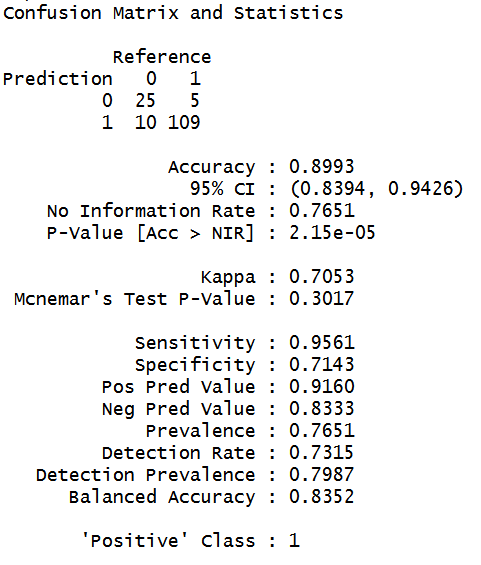 Confusion Matrix and Statistics
Reference
Prediction 0 1
0 25 5
1 10 109
Accuracy : 0.8993
95% CI : (0.8394, 0.9426)
No Information Rate : 0.7651
P-Value [Acc > NIR] : 2.15e-05
Kappa : 0.7053
Mcnemar's Test P-Value : 0.3017
Sensitivity : 0.9561
Specificity : 0.7143
Pos Pred Value : 0.9160
Neg Pred Value : 0.8333
Prevalence : 0.7651
Detection Rate : 0.7315
Detection Prevalence : 0.7987
Balanced Accuracy : 0.8352
'Positive' Class : 1